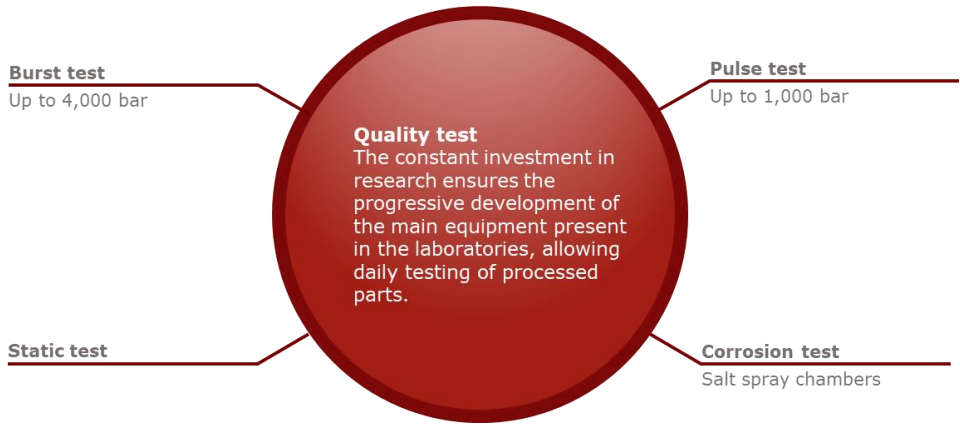 Burst test
Up to 4,000 bar
Pulse test
Up to 1,000 bar
Quality test
The constant investment in
research ensures the
progressive development of
the main equipment present
in the laboratories, allowing
daily testing of processed
parts.
Static test
Corrosion test
Salt spray chambers